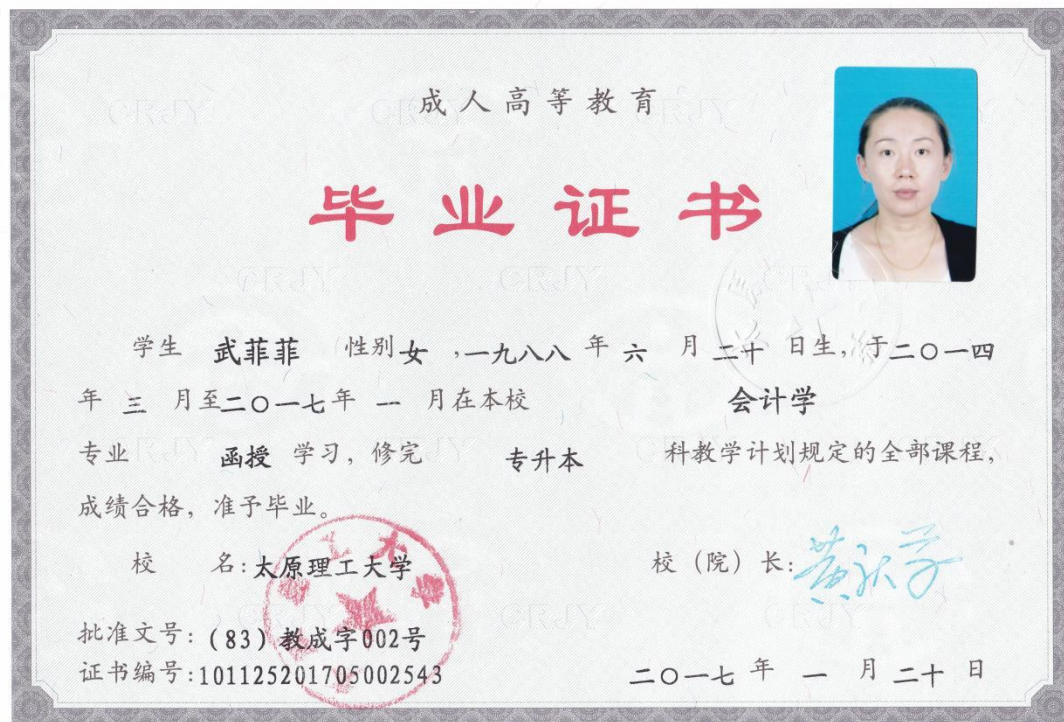 成人高等教育
毕业证书
学生 武菲菲 性别女,一九八八年六月二十日生,于二〇一四
年三月至二〇一七年一月在本校 会计学
专业 函授 学习,修完 专升本 科教学计划规定的全部课程,
成绩合格,准予毕业。
校 名:太原理工大学 校(院)长:
批准文号:(83)教成字002号
证书编号:101125201705002543 二〇一七年一月二十日
CRJY